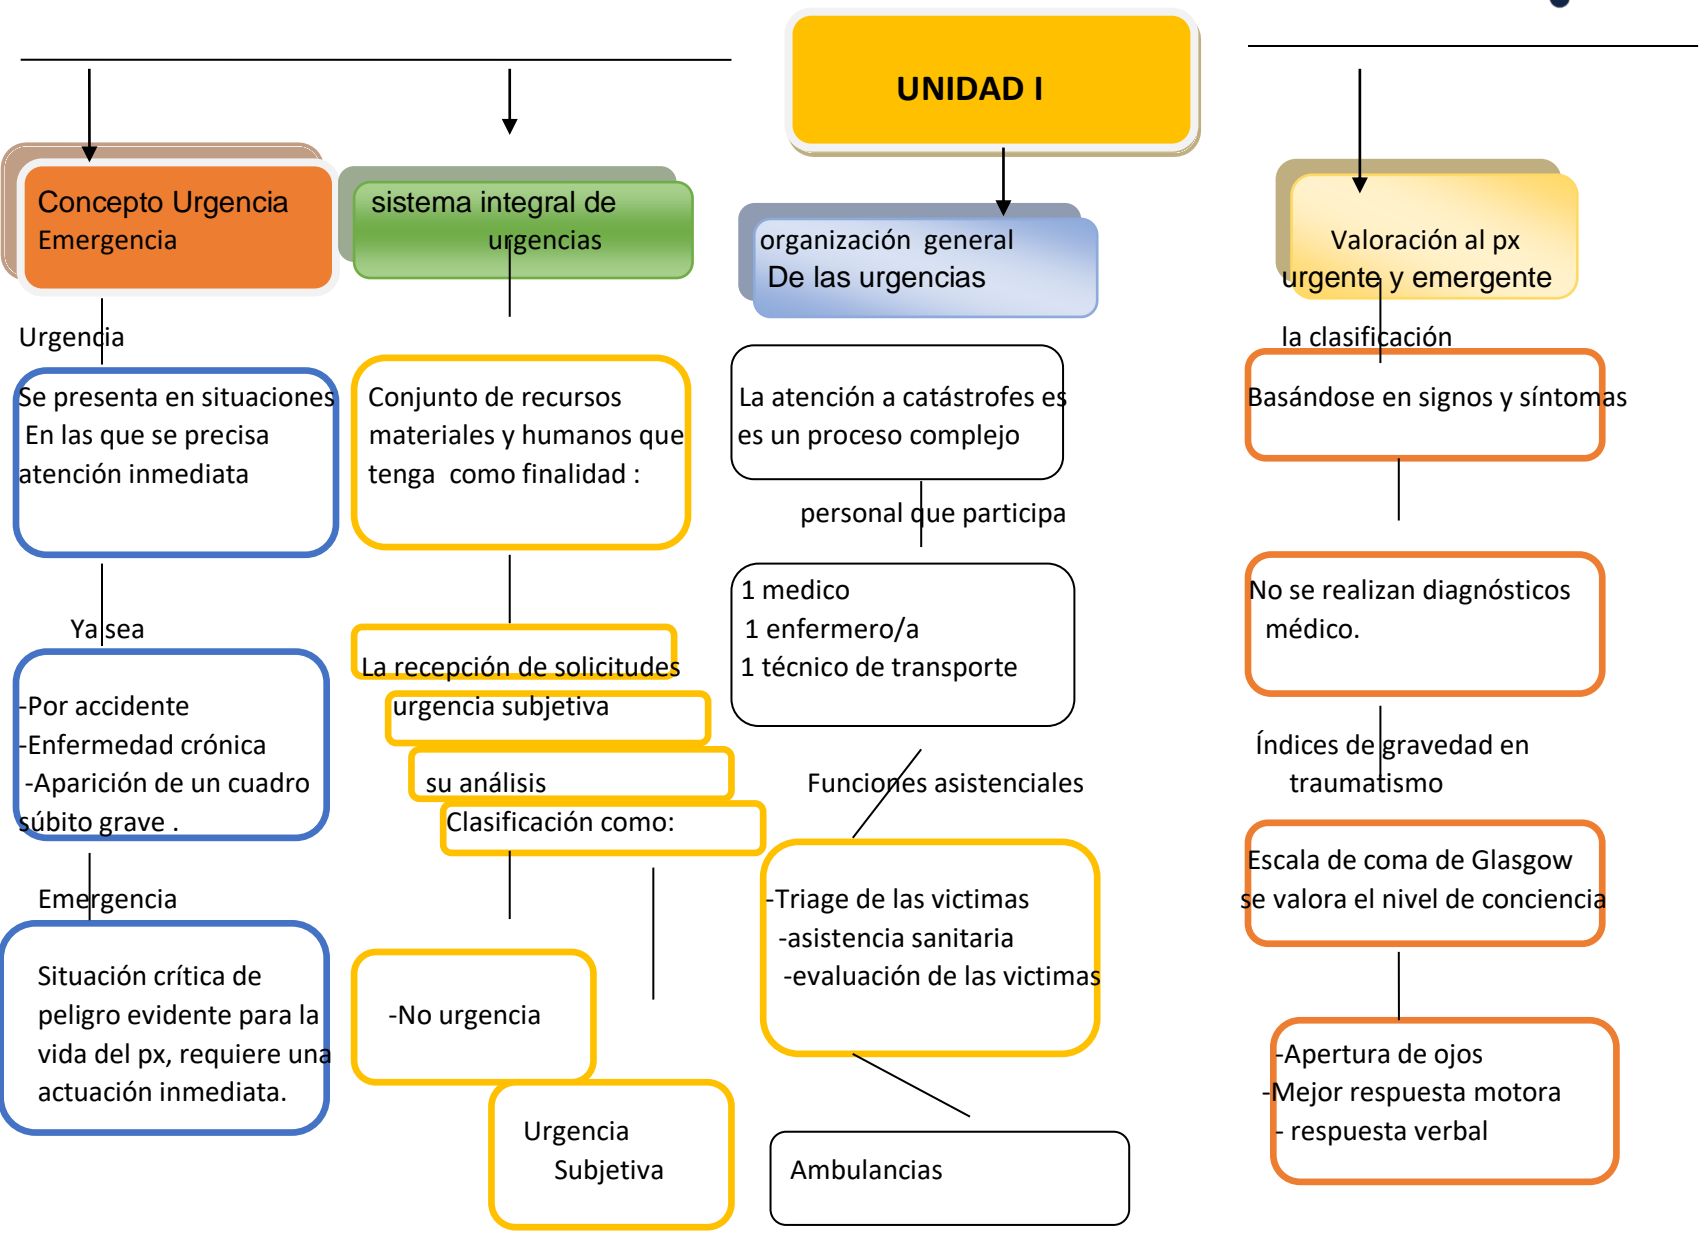 UNIDAD I
Concepto Urgencia
Emergencia
Urgencia
Se presenta en situaciones
En las que se precisa
atención inmediata
Ya sea
-Por accidente
-Enfermedad crónica
-Aparición de un cuadro
súbito grave .
Emergencia
Situación crítica de
peligro evidente para la
vida del px, requiere una
actuación inmediata.
sistema integral de
urgencias
Conjunto de recursos
materiales y humanos que
tenga como finalidad :
La recepción de solicitudes
urgencia subjetiva
su análisis
Clasificación como:
-No urgencia
Urgencia
Subjetiva
organización general
De las urgencias
La atención a catástrofes es
es un proceso complejo
personal que participa
1 medico
1 enfermero/a
1 técnico de transporte
Funciones asistenciales
-Triage de las victimas
-asistencia sanitaria
-evaluación de las victimas
Ambulancias
Valoración al px
urgente y emergente
la clasificación
Basándose en signos y síntomas
No se realizan diagnósticos
médico.
Índices de gravedad en
traumatismo
Escala de coma de Glasgow
se valora el nivel de conciencia
-Apertura de ojos
-Mejor respuesta motora
- respuesta verbal